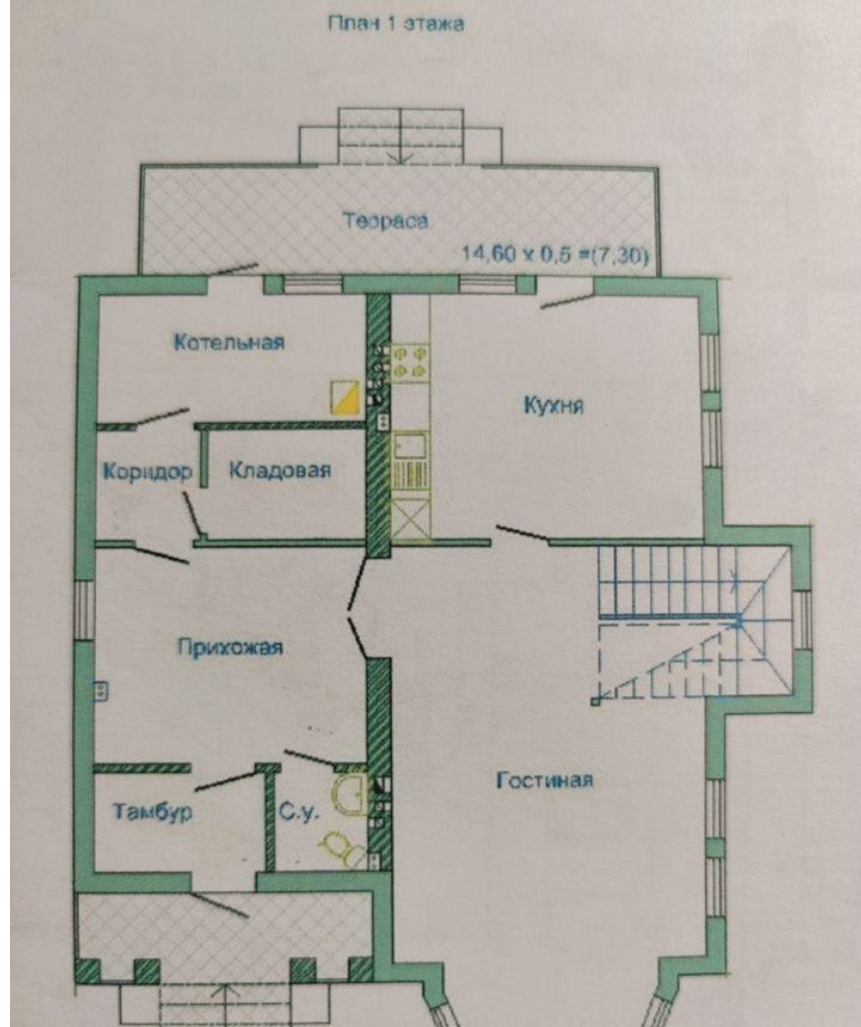 План 1 этажа
Терраса
14,60 x 0,5 =(7,30)
Котельная
Кухня
Коридор
Кладовая
Прихожая
Гостиная
Тамбур
С.у.